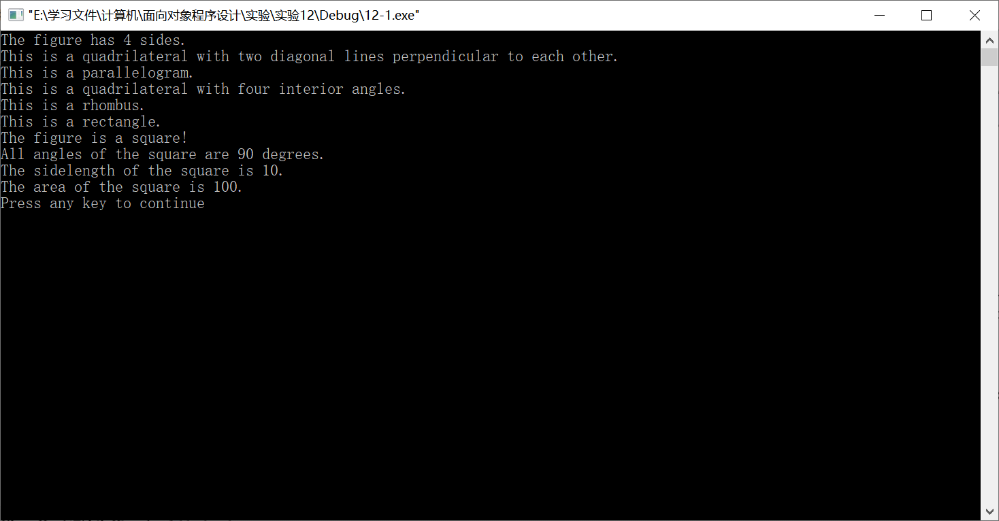 "E:\学习文件\计算机\面向对象程序设计\实验\实验12\Debug\12-1.exe"
The figure has 4 sides.
This is a quadrilateral with two diagonal lines perpendicular to each other.
This is a parallelogram.
This is a quadrilateral with four interior angles.
This is a rhombus.
This is a rectangle.
The figure is a square!
All angles of the square are 90 degrees.
The sidelength of the square is 10.
The area of the square is 100.
Press any key to continue